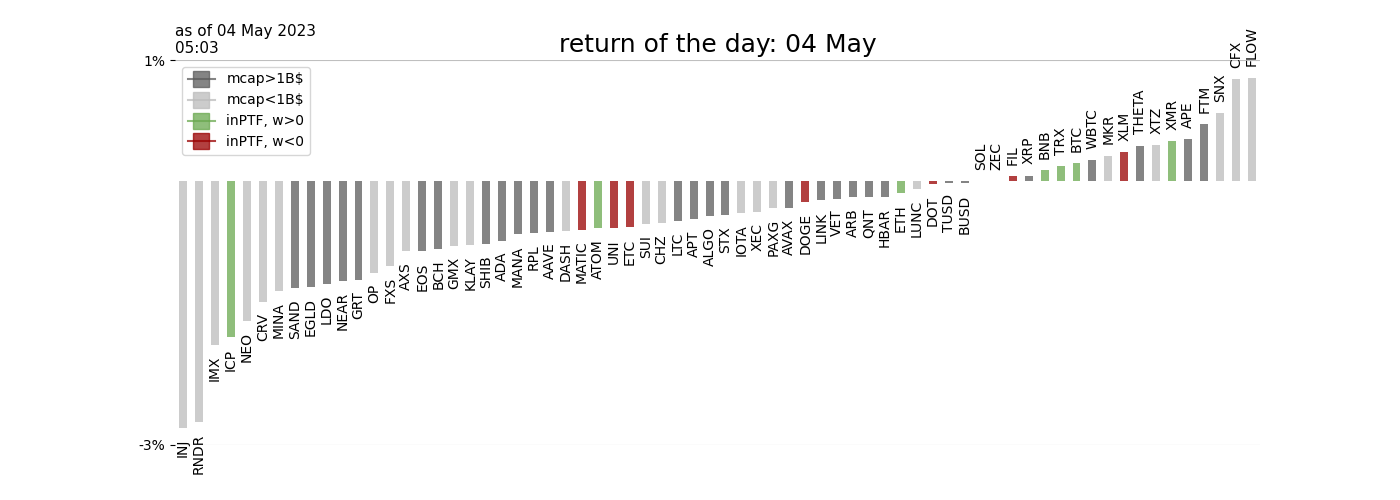 as of 04 May 2023
05:03
return of the day: 04 May
1%
mcap>1B$
mcap<1B$
inPTF, w>0
inPTF, w<0
-3%
INJ
RNDR
IMX
ICP
NEO
CRV
MINA
SAND
EGLD
LDO
NEAR
GRT
OP
FXS
AXS
EOS
BCH
GMX
KLAY
SHIB
ADA
MANA
RPL
AAVE
DASH
MATIC
ATOM
UNI
ETC
SUI
CHZ
LTC
APT
ALGO
STX
IOTA
XEC
PAXG
AVAX
DOGE
LINK
VET
ARB
QNT
HBAR
ETH
LUNC
DOT
TUSD
BUSD
SOL
ZEC
FIL
XRP
BNB
TRX
BTC
WBTC
MKR
XLM
THETA
XTZ
XMR
APE
FTM
SNX
CFX
FLOW